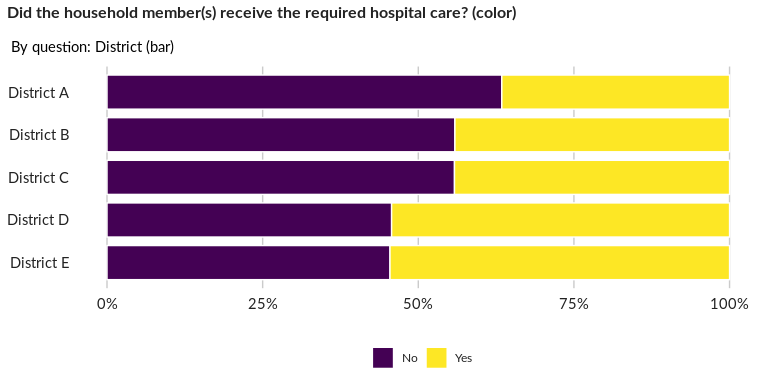 Did the household member(s) receive the required hospital care? (color)
By question: District (bar)
District A
District B
District C
District D
District E
0% 25% 50% 75% 100%
No Yes